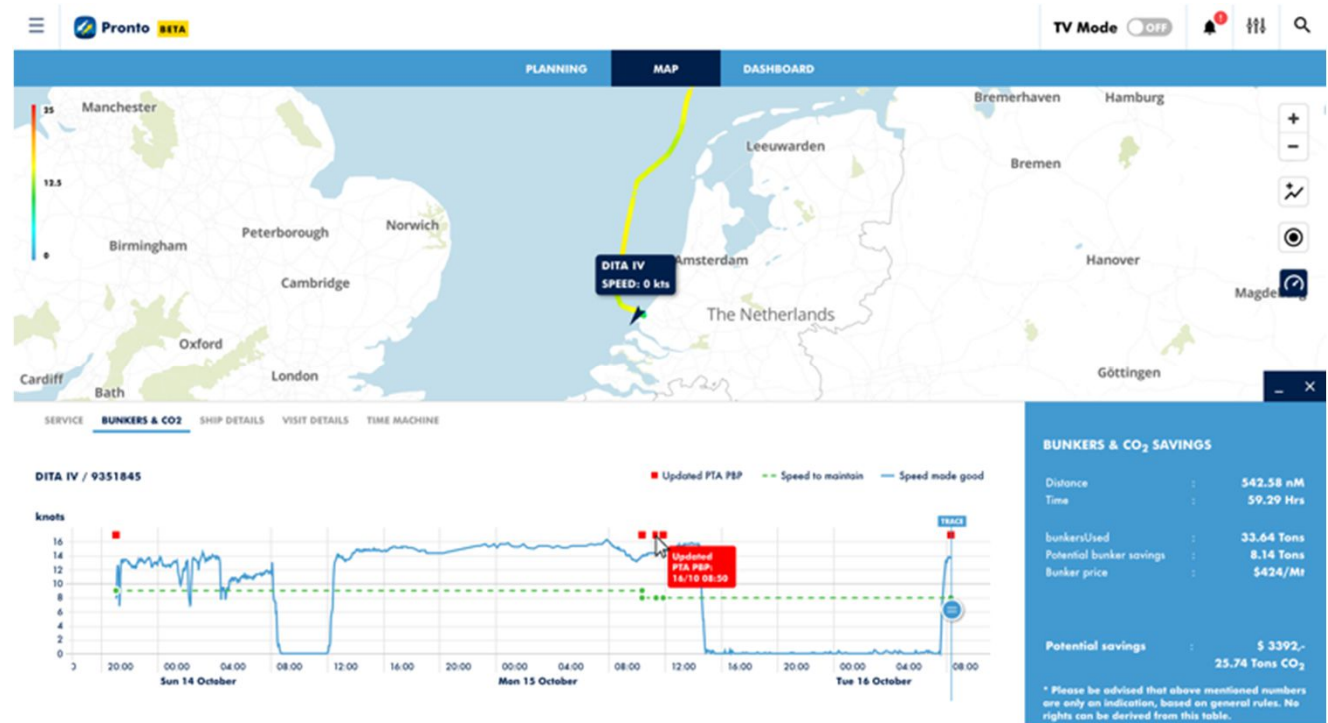 Pronto BETA
TV Mode OFF
PLANNING MAP DASHBOARD
25
12.5
0
Manchester
Birmingham
Peterborough
Norwich
Cambridge
Oxford
London
Cardiff
Bath
Leeuwarden
Amsterdam
The Netherlands
Bremerhaven
Hamburg
Bremen
Hanover
Göttingen
DITA IV
SPEED: 0 kts
SERVICE BUNKERS & CO2 SHIP DETAILS VISIT DETAILS TIME MACHINE
DITA IV / 9351845
Updated PTA PBP Speed to maintain Speed made good
knots
TRACE
16
14
12
10
8
6
4
2
0
Updated
PTA PBP:
16/10 08:50
3 20:00 00:00 04:00 08:00 12:00 16:00 20:00 00:00 04:00 08:00 12:00 16:00 20:00 00:00 04:00 08:00
Sun 14 October Mon 15 October Tue 16 October
BUNKERS & CO₂ SAVINGS
Distance : 542.58 nM
Time : 59.29 Hrs
bunkersUsed : 33.64 Tons
Potential bunker savings : 8.14 Tons
Bunker price : $424/Mt
Potential savings : $ 3392,-
25.74 Tons CO₂
* Please be advised that above mentioned numbers
are only an indication, based on general rules. No
rights can be derived from this table.